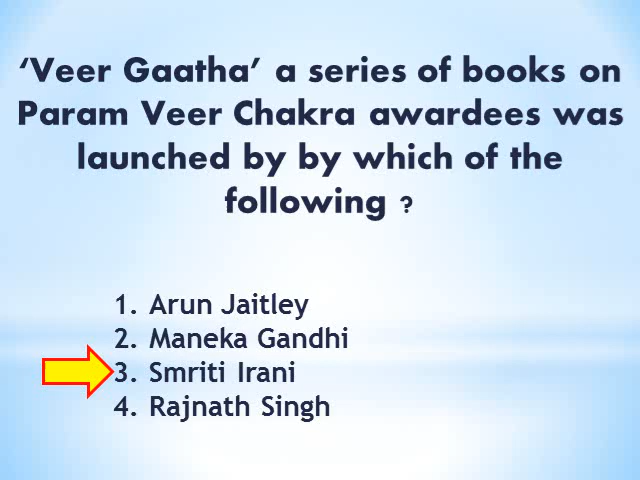 ‘Veer Gaatha’ a series of books on
Param Veer Chakra awardees was
launched by by which of the
following ?
1. Arun Jaitley
2. Maneka Gandhi
3. Smriti Irani
4. Rajnath Singh